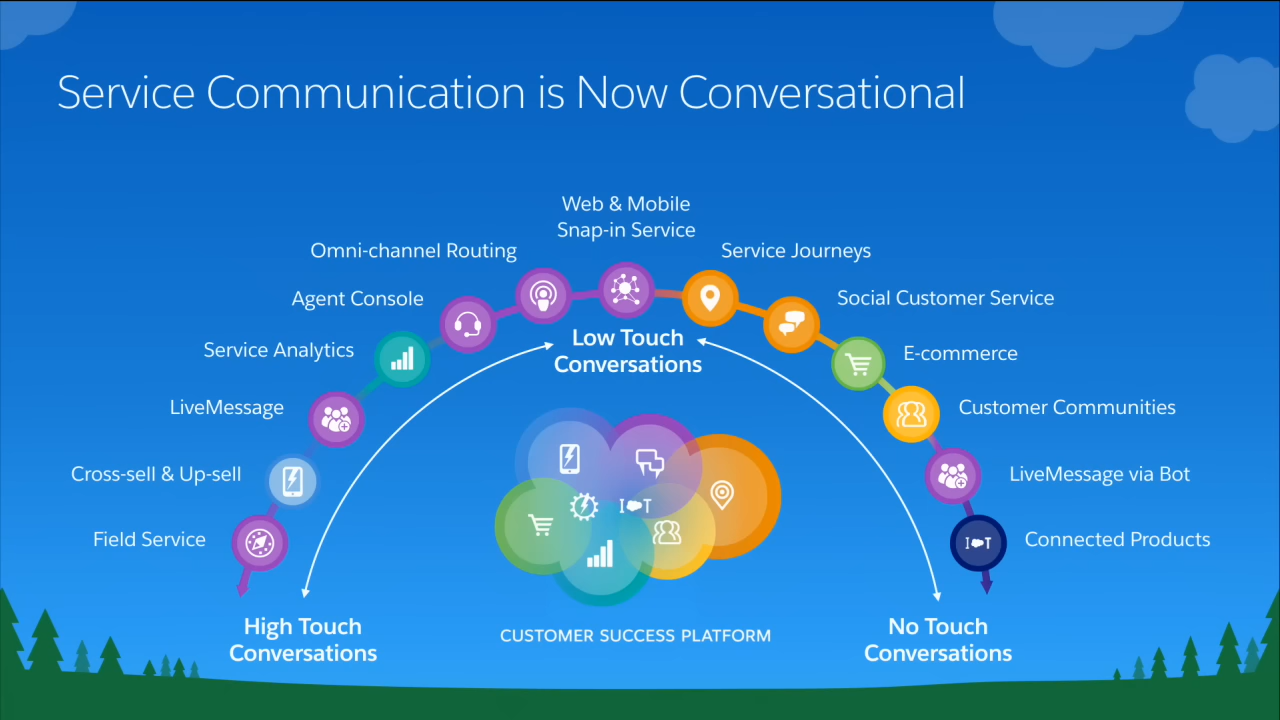 Service Communication is Now Conversational
Web & Mobile
Snap-in Service
Omni-channel Routing
Service Journeys
Agent Console
Social Customer Service
Low Touch
Conversations
Service Analytics
E-commerce
LiveMessage
Customer Communities
Cross-sell & Up-sell
LiveMessage via Bot
IoT
Field Service
IoT
Connected Products
High Touch
Conversations
CUSTOMER SUCCESS PLATFORM
No Touch
Conversations